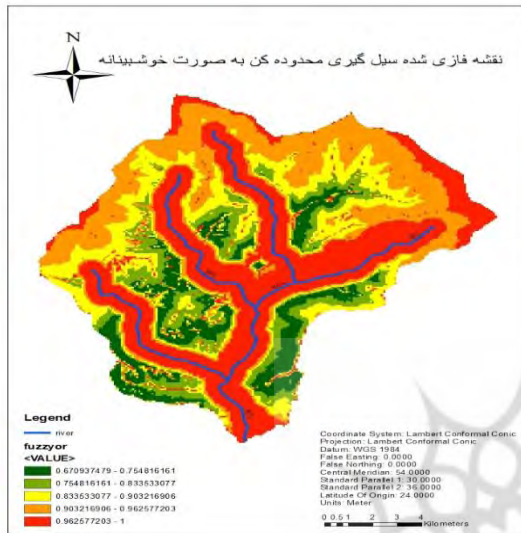 N
نقشه فازی شده سیل گیری محدوده کن به صورت خوشبینانه
Legend
river
fuzzyor
<VALUE>
0.670937479 - 0.754816161
0.754816161 - 0.833533077
0.833533077 - 0.903216906
0.903216906 - 0.962577203
0.962577203 - 1
Coordinate System: Lambert Conformal Conic
Projection: Lambert Conformal Conic
Datum: WGS 1984
False Easting: 0.0000
False Northing: 0.0000
Central Meridian: 54.0000
Standard Parallel 1: 30.0000
Standard Parallel 2: 36.0000
Latitude Of Origin: 24.0000
Units: Meter
0 0.5 1 2 3 4
Kilometers